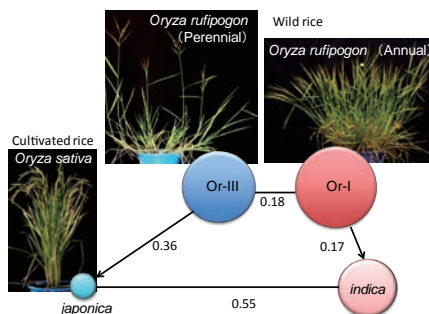 Oryza rufipogon
(Perennial)
Wild rice
Oryza rufipogon (Annual)
Cultivated rice
Oryza sativa
Or-III
Or-I
0.18
0.36
0.17
japonica
indica
0.55